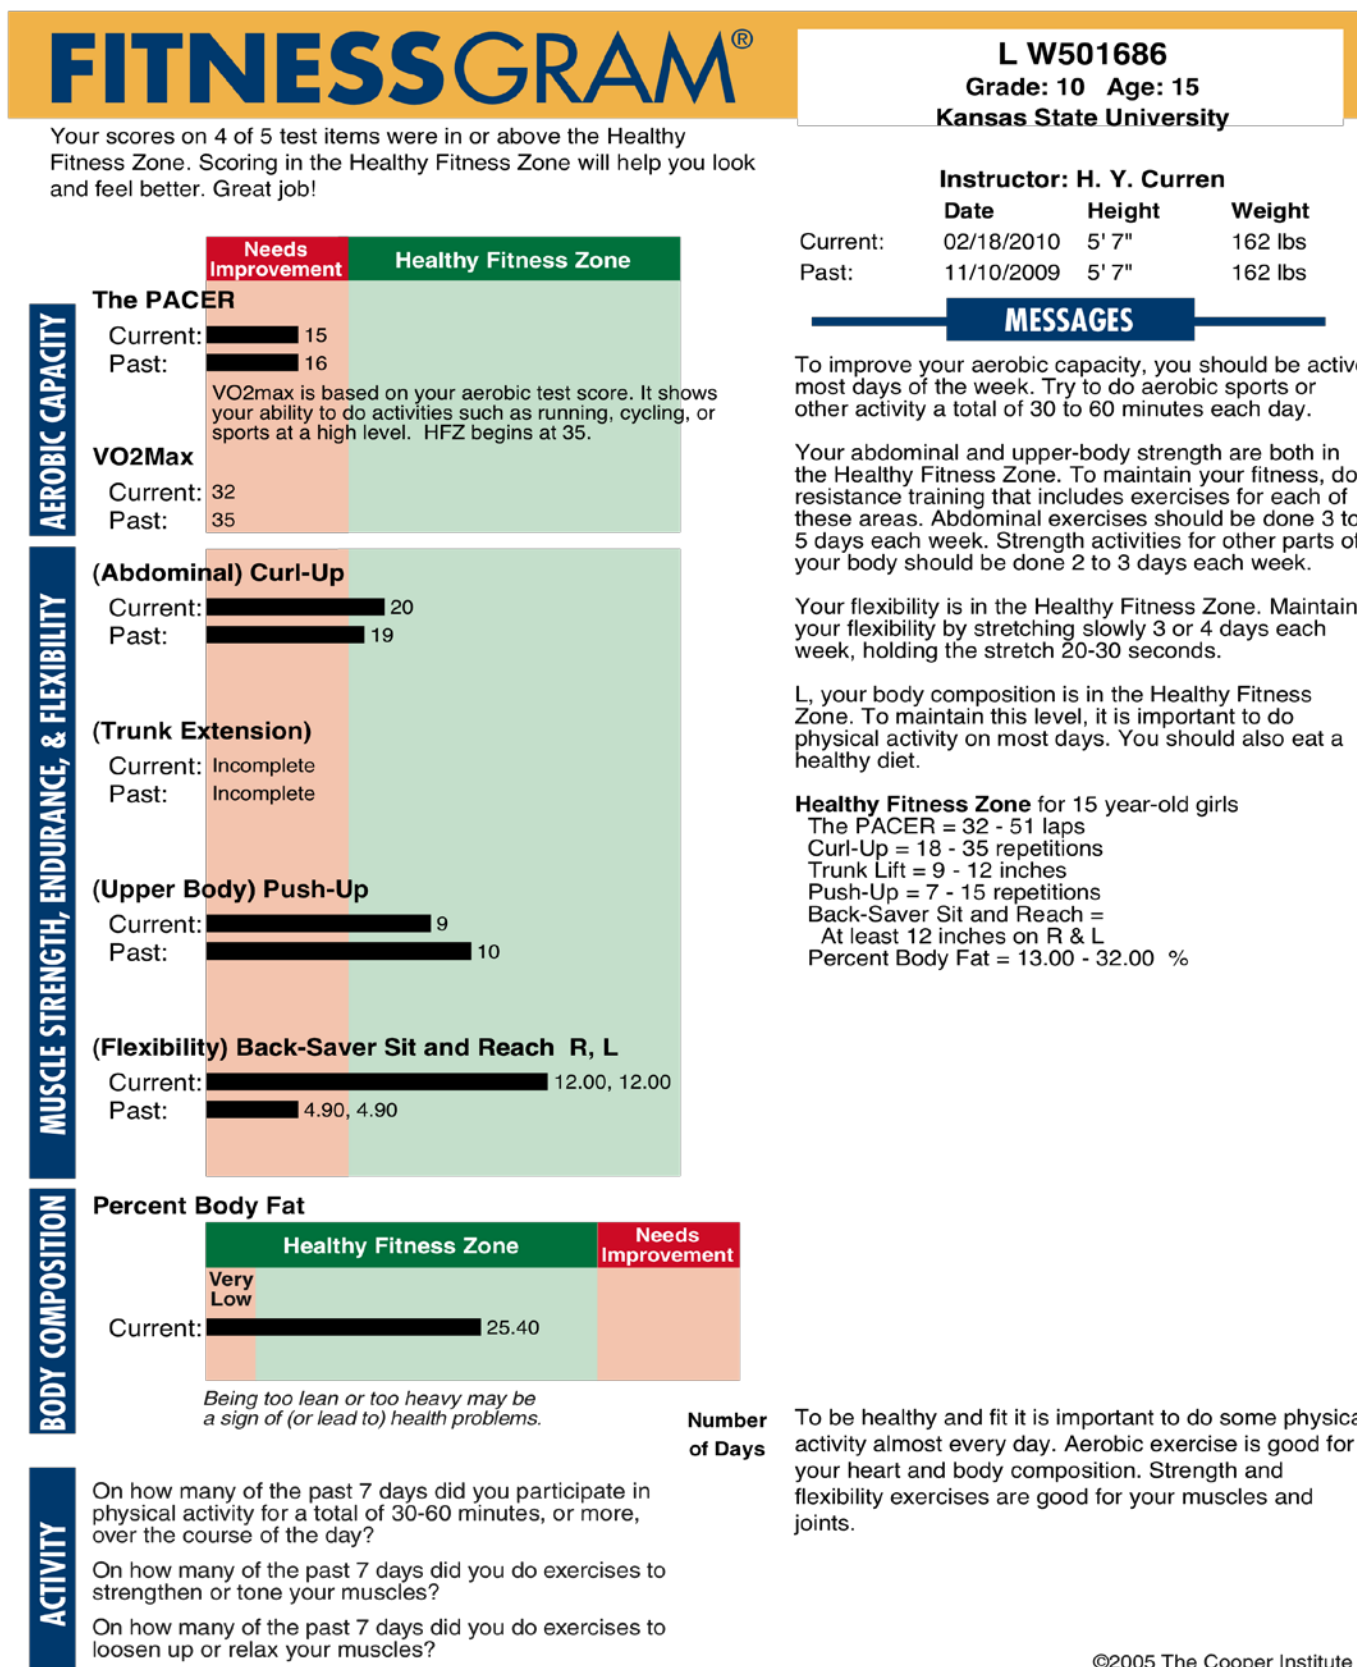 FITNESSGRAM®
L W501686
Grade: 10 Age: 15
Kansas State University
Your scores on 4 of 5 test items were in or above the Healthy
Fitness Zone. Scoring in the Healthy Fitness Zone will help you look
and feel better. Great job!
Instructor: H. Y. Curren
Date Height Weight
Current: 02/18/2010 5' 7" 162 lbs
Past: 11/10/2009 5' 7" 162 lbs
Needs
Improvement
Healthy Fitness Zone
AEROBIC CAPACITY
The PACER
Current: 15
Past: 16
VO2max is based on your aerobic test score. It shows
your ability to do activities such as running, cycling, or
sports at a high level. HFZ begins at 35.
VO2Max
Current: 32
Past: 35
MUSCLE STRENGTH, ENDURANCE, & FLEXIBILITY
(Abdominal) Curl-Up
Current: 20
Past: 19
(Trunk Extension)
Current: Incomplete
Past: Incomplete
(Upper Body) Push-Up
Current: 9
Past: 10
(Flexibility) Back-Saver Sit and Reach R, L
Current: 12.00, 12.00
Past: 4.90, 4.90
BODY COMPOSITION
Percent Body Fat
Healthy Fitness Zone
Needs
Improvement
Very
Low
Current: 25.40
Being too lean or too heavy may be
a sign of (or lead to) health problems.
Number
of Days
ACTIVITY
On how many of the past 7 days did you participate in
physical activity for a total of 30-60 minutes, or more,
over the course of the day?
On how many of the past 7 days did you do exercises to
strengthen or tone your muscles?
On how many of the past 7 days did you do exercises to
loosen up or relax your muscles?
MESSAGES
To improve your aerobic capacity, you should be active
most days of the week. Try to do aerobic sports or
other activity a total of 30 to 60 minutes each day.
Your abdominal and upper-body strength are both in
the Healthy Fitness Zone. To maintain your fitness, do
resistance training that includes exercises for each of
these areas. Abdominal exercises should be done 3 to
5 days each week. Strength activities for other parts of
your body should be done 2 to 3 days each week.
Your flexibility is in the Healthy Fitness Zone. Maintain
your flexibility by stretching slowly 3 or 4 days each
week, holding the stretch 20-30 seconds.
L, your body composition is in the Healthy Fitness
Zone. To maintain this level, it is important to do
physical activity on most days. You should also eat a
healthy diet.
Healthy Fitness Zone for 15 year-old girls
The PACER = 32 - 51 laps
Curl-Up = 18 - 35 repetitions
Trunk Lift = 9 - 12 inches
Push-Up = 7 - 15 repetitions
Back-Saver Sit and Reach =
At least 12 inches on R & L
Percent Body Fat = 13.00 - 32.00 %
To be healthy and fit it is important to do some physica
activity almost every day. Aerobic exercise is good for
your heart and body composition. Strength and
flexibility exercises are good for your muscles and
joints.
©2005 The Cooper Institute